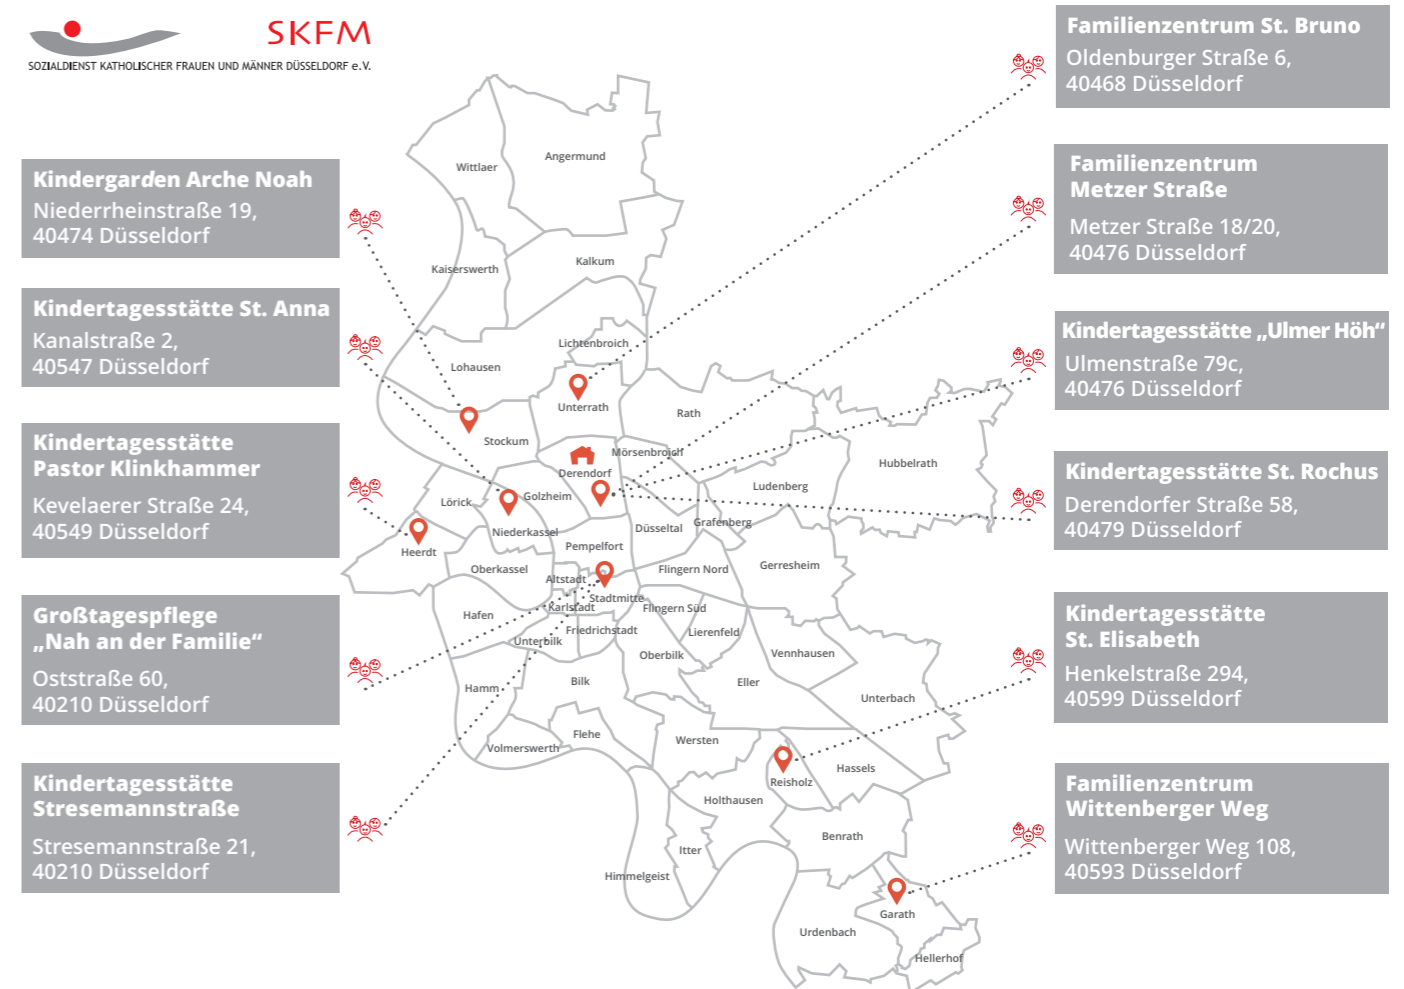 SKFM
SOZIALDIENST KATHOLISCHER FRAUEN UND MÄNNER DÜSSELDORF e.V.
Kindergarden Arche Noah
Niederrheinstraße 19,
40474 Düsseldorf
Kindertagesstätte St. Anna
Kanalstraße 2,
40547 Düsseldorf
Kindertagesstätte
Pastor Klinkhammer
Kevelaerer Straße 24,
40549 Düsseldorf
Großtagespflege
„Nah an der Familie“
Oststraße 60,
40210 Düsseldorf
Kindertagesstätte
Stresemannstraße
Stresemannstraße 21,
40210 Düsseldorf
Wittlaer
Angermund
Kaiserswerth
Kalkum
Lichtenbroich
Lohausen
Unterrath
Rath
Stockum
Mörsenbroich
Hubbelrath
Derendorf
Ludenberg
Golzheim
Lörick
Grafenberg
Düsseltal
Niederkassel
Pempelfort
Heerdt
Gerresheim
Oberkassel
Flingern Nord
Altstadt
Stadtmitte
Karlstadt
Flingern Süd
Hafen
Friedrichstadt
Lierenfeld
Unterbilk
Oberbilk
Vennhausen
Bilk
Eller
Hamm
Unterbach
Flehe
Wersten
Volmerswerth
Hassels
Reisholz
Holthausen
Benrath
Itter
Himmelgeist
Garath
Urdenbach
Hellerhof
Familienzentrum St. Bruno
Oldenburger Straße 6,
40468 Düsseldorf
Familienzentrum
Metzer Straße
Metzer Straße 18/20,
40476 Düsseldorf
Kindertagesstätte „Ulmer Höh“
Ulmenstraße 79c,
40476 Düsseldorf
Kindertagesstätte St. Rochus
Derendorfer Straße 58,
40479 Düsseldorf
Kindertagesstätte
St. Elisabeth
Henkelstraße 294,
40599 Düsseldorf
Familienzentrum
Wittenberger Weg
Wittenberger Weg 108,
40593 Düsseldorf